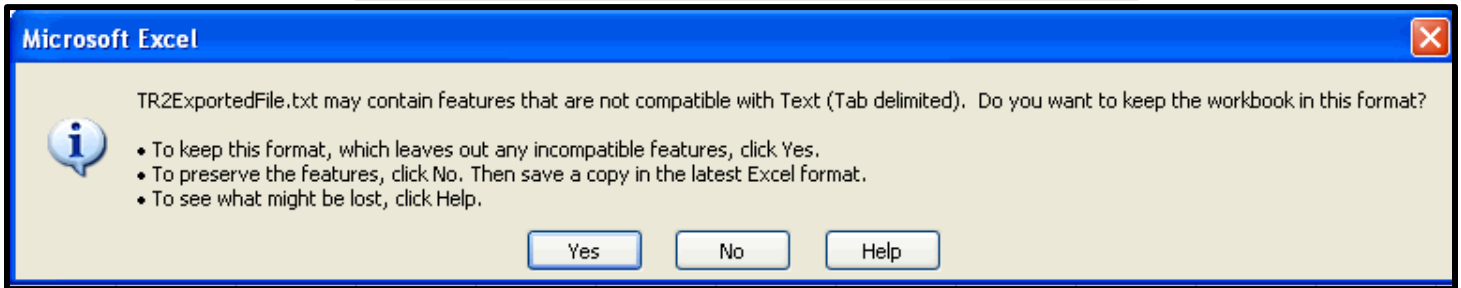 Microsoft Excel
TR2ExportedFile.txt may contain features that are not compatible with Text (Tab delimited).  Do you want to keep the workbook in this format?
• To keep this format, which leaves out any incompatible features, click Yes.
• To preserve the features, click No. Then save a copy in the latest Excel format.
• To see what might be lost, click Help.
Yes No Help